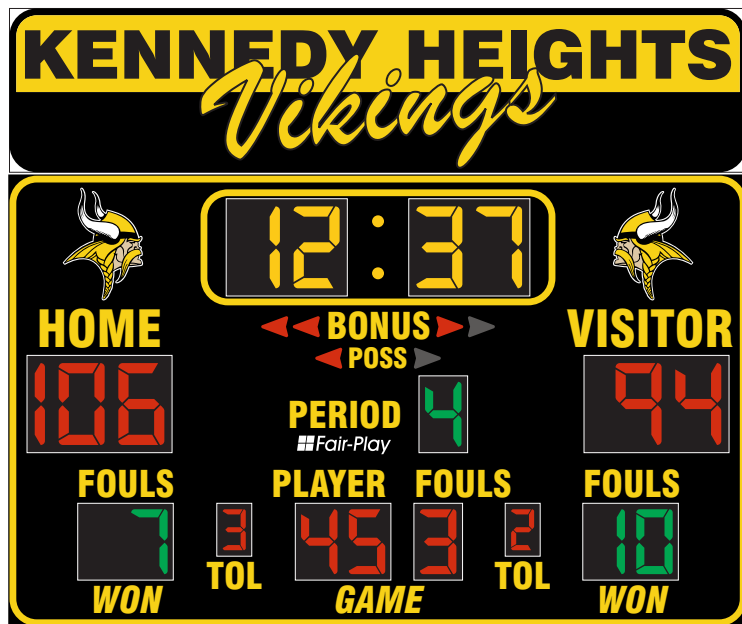 KENNEDY HEIGHTS
Vikings
12:37
HOME BONUS VISITOR
POSS
106 PERIOD 4 94
Fair-Play
FOULS PLAYER FOULS FOULS
7 3 45 3 2 10
TOL TOL
WON GAME WON